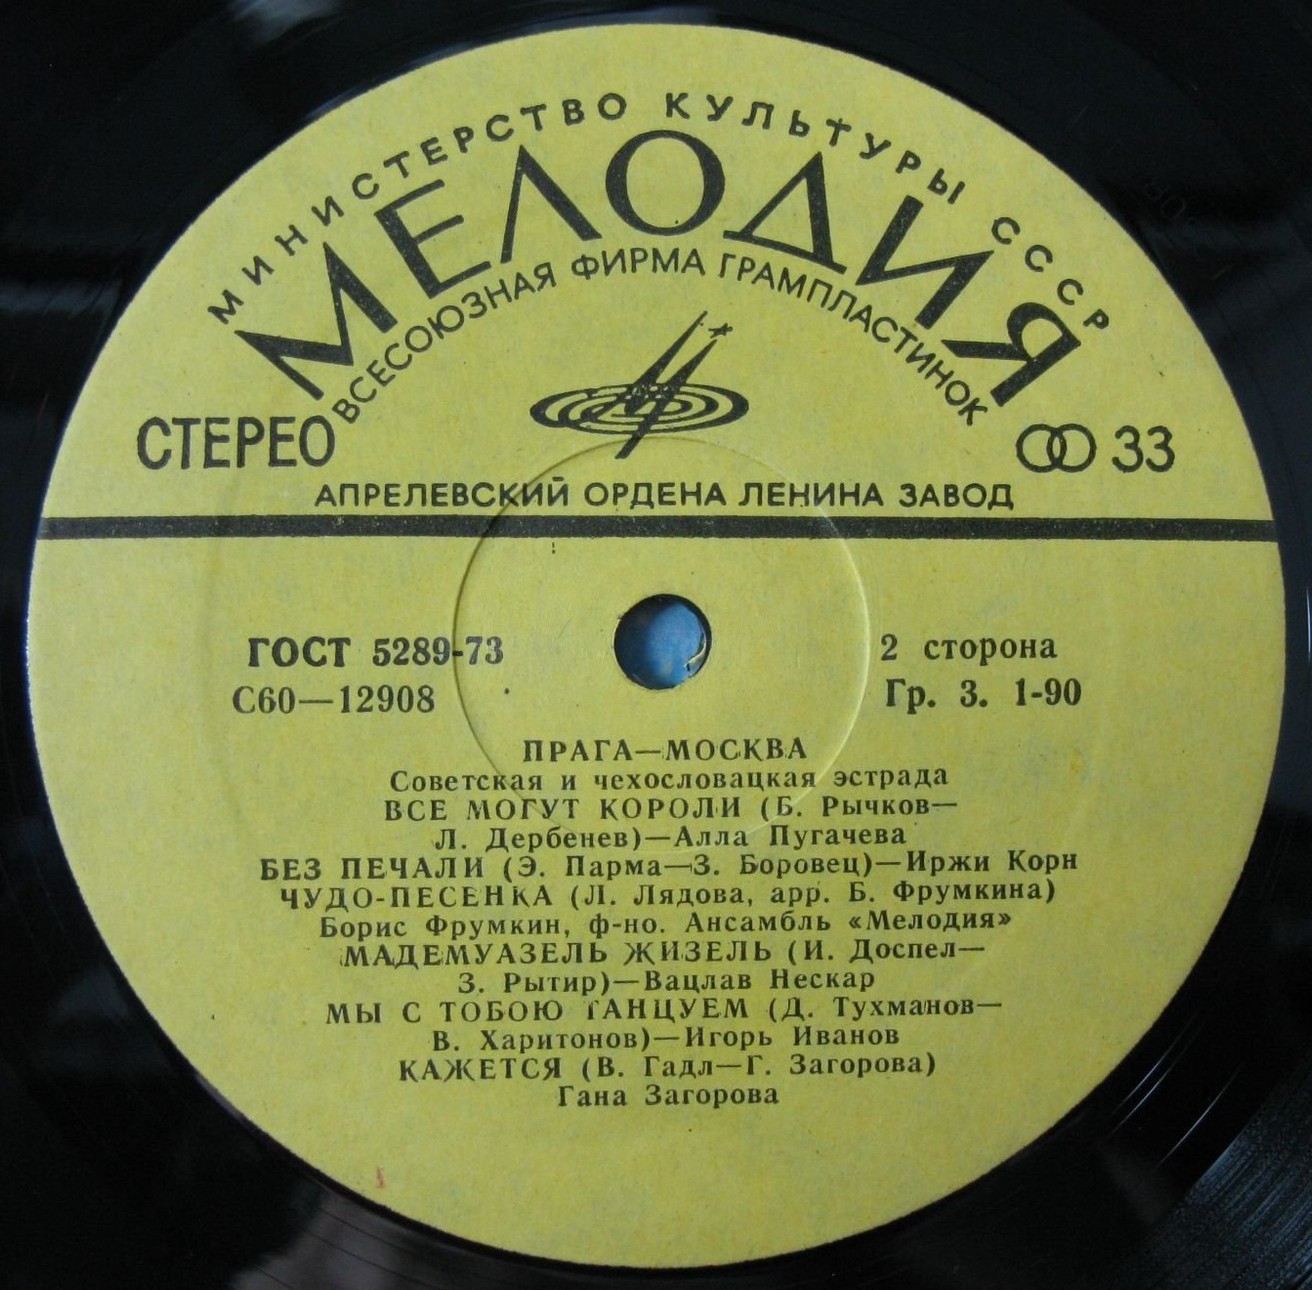 МИНИСТЕРСТВО КУЛЬТУРЫ СССР
МЕЛОДИЯ
ВСЕСОЮЗНАЯ ФИРМА ГРАМПЛАСТИНОК
СТЕРЕО
33
АПРЕЛЕВСКИЙ ОРДЕНА ЛЕНИНА ЗАВОД
ГОСТ 5289-73
2 сторона
С60—12908
Гр. 3. 1-90
ПРАГА—МОСКВА
Советская и чехословацкая эстрада
ВСЕ МОГУТ КОРОЛИ (Б. Рычков—
Л. Дербенев)—Алла Пугачева
БЕЗ ПЕЧАЛИ (Э. Парма—З. Боровец)—Иржи Корн
ЧУДО-ПЕСЕНКА (Л. Лядова, арр. Б. Фрумкина)
Борис Фрумкин, ф-но. Ансамбль «Мелодия»
МАДЕМУАЗЕЛЬ ЖИЗЕЛЬ (И. Доспел—
З. Рытир)—Вацлав Нескар
МЫ С ТОБОЮ ТАНЦУЕМ (Д. Тухманов—
В. Харитонов)—Игорь Иванов
КАЖЕТСЯ (В. Гадл—Г. Загорова)
Гана Загорова